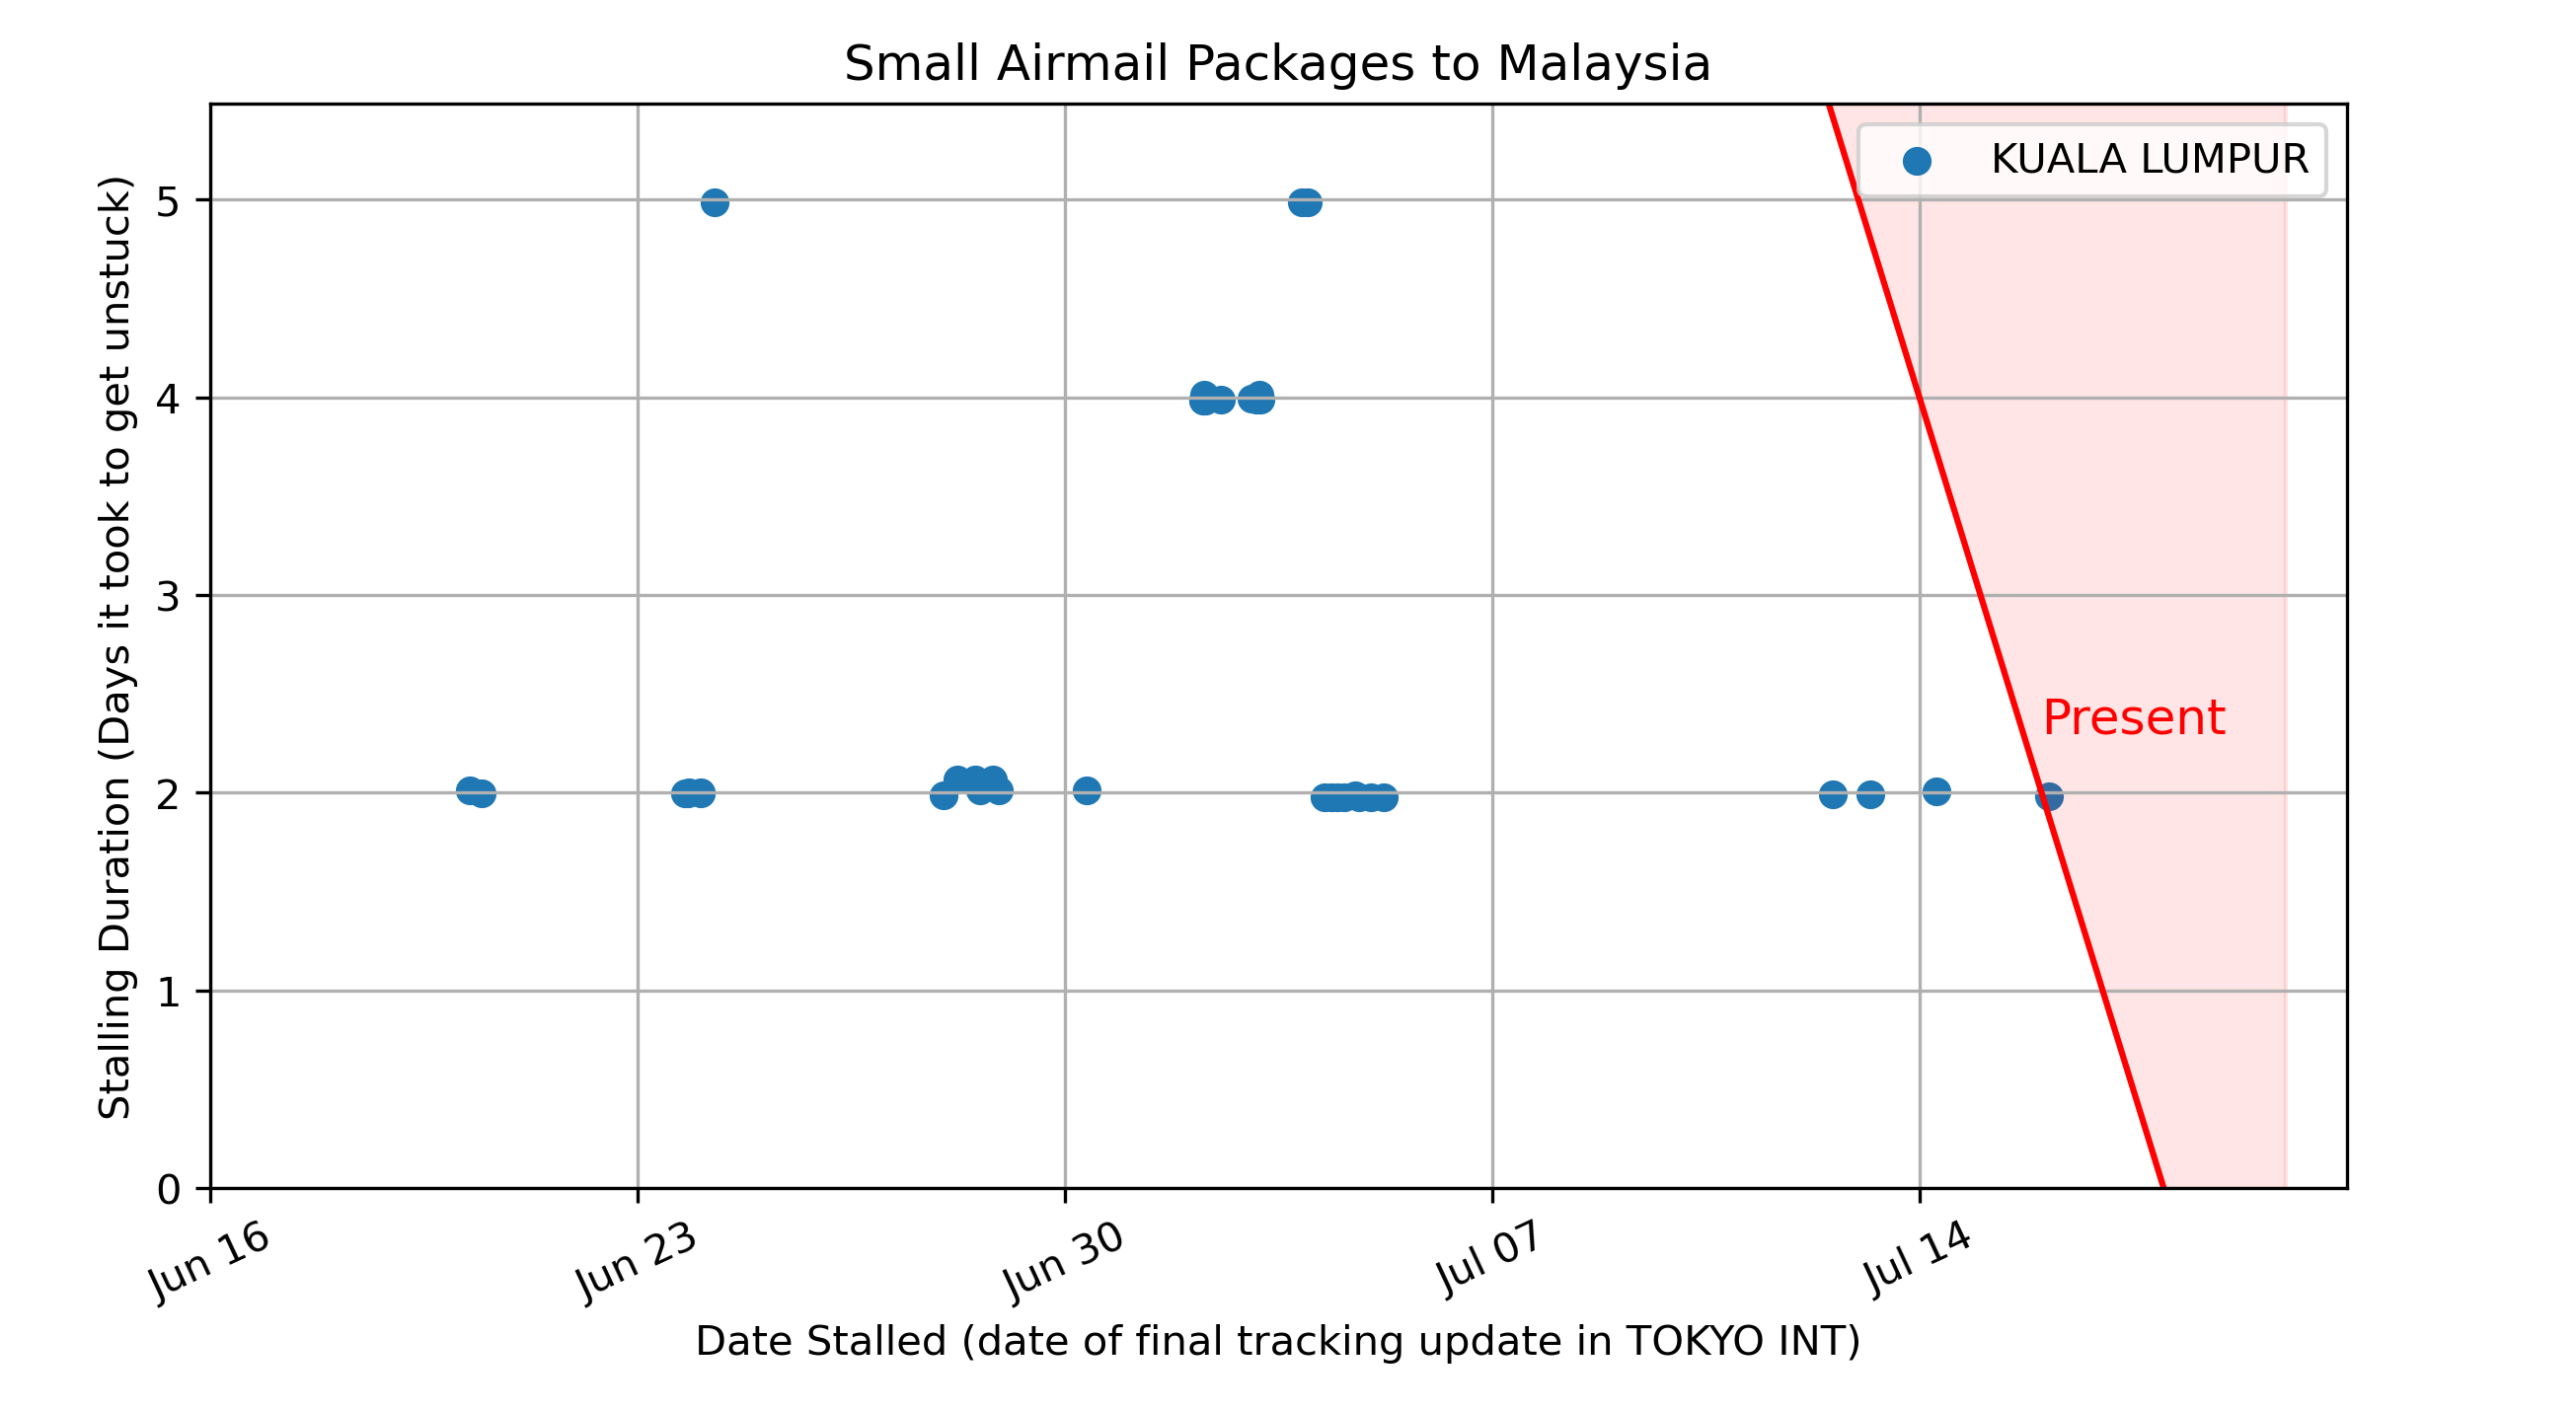 Small Airmail Packages to Malaysia
KUALA LUMPUR
Stalling Duration (Days it took to get unstuck)
5
4
3
2
1
0
Present
Jun 16
Jun 23
Jun 30
Jul 07
Jul 14
Date Stalled (date of final tracking update in TOKYO INT)